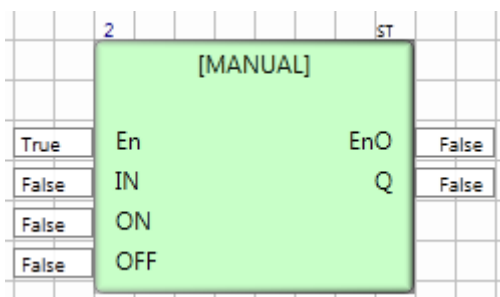 2 ST
[MANUAL]
True En EnO False
False IN Q False
False ON
False OFF